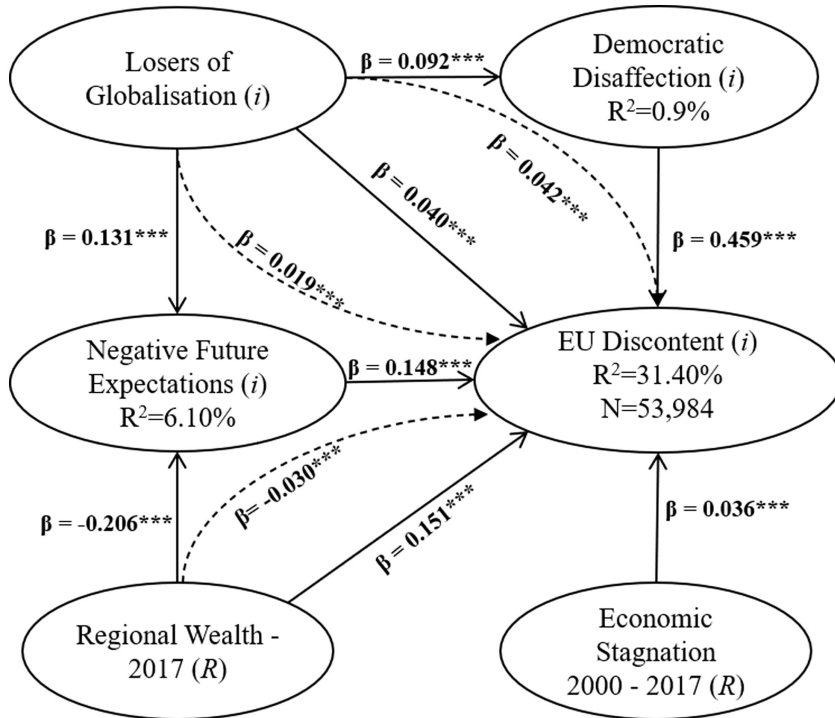 Losers of
Globalisation (i)
β = 0.092***
Democratic
Disaffection (i)
R²=0.9%
β = 0.042***
β = 0.040***
β = 0.131***
β = 0.019***
β = 0.459***
Negative Future
Expectations (i)
R²=6.10%
β = 0.148***
EU Discontent (i)
R²=31.40%
N=53,984
β = -0.206***
β= -0.030***
β = 0.151***
β = 0.036***
Regional Wealth -
2017 (R)
Economic
Stagnation
2000 - 2017 (R)